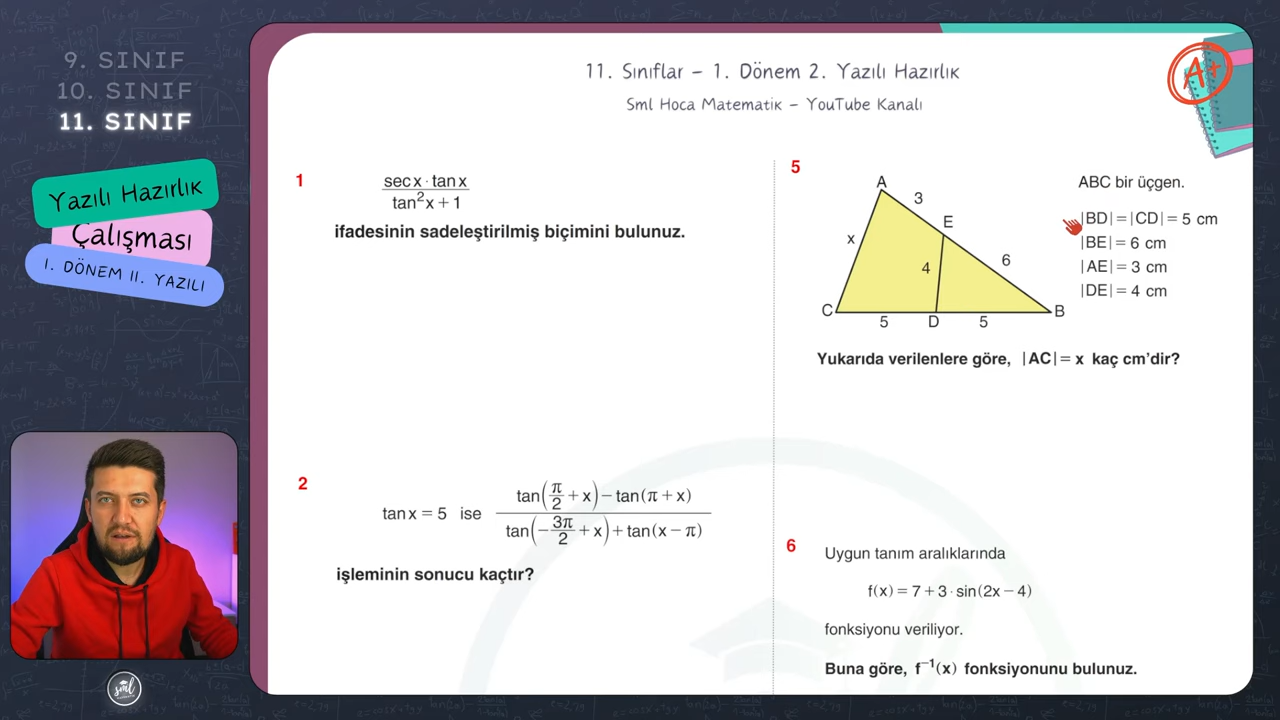 9. SINIF
10. SINIF
11. SINIF
Yazılı Hazırlık
Çalışması
I. DÖNEM II. YAZILI
sml
11. Sınıflar – 1. Dönem 2. Yazılı Hazırlık
Sml Hoca Matematik – YouTube Kanalı
A+
1
sec x · tan x
tan²x + 1
ifadesinin sadeleştirilmiş biçimini bulunuz.
2
tan x = 5 ise
tan(π/2 + x) – tan(π + x)
tan(–3π/2 + x) + tan(x – π)
işleminin sonucu kaçtır?
5
A
3
E
x
4
6
C
5
D
5
B
ABC bir üçgen.
|BD| = |CD| = 5 cm
|BE| = 6 cm
|AE| = 3 cm
|DE| = 4 cm
Yukarıda verilenlere göre, |AC| = x kaç cm'dir?
6
Uygun tanım aralıklarında
f(x) = 7 + 3 · sin(2x – 4)
fonksiyonu veriliyor.
Buna göre, f⁻¹(x) fonksiyonunu bulunuz.